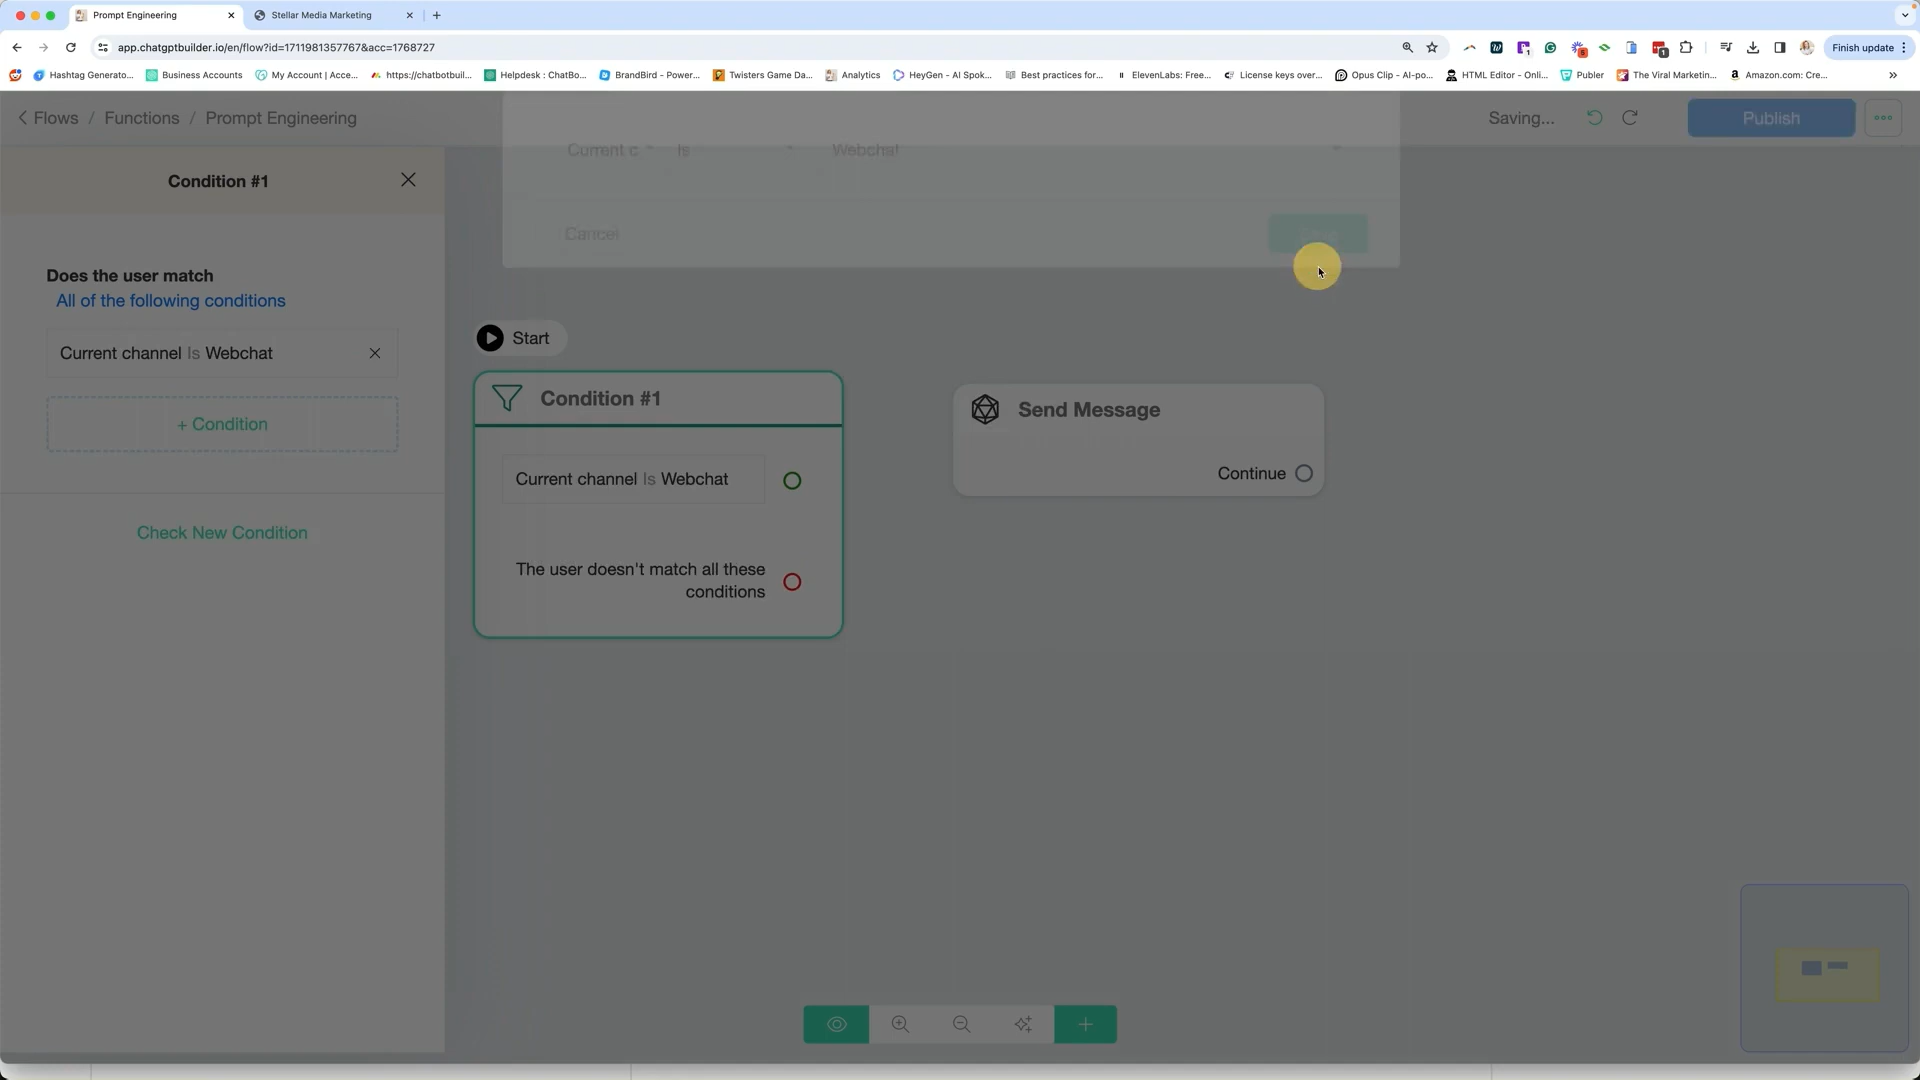 Prompt Engineering
Stellar Media Marketing
app.chatgptbuilder.io/en/flow?id=1711981357767&acc=1768727
Finish update
Hashtag Generato...
Business Accounts
My Account | Acce...
https://chatbotbuil...
Helpdesk : ChatBo...
BrandBird - Power...
Twisters Game Da...
Analytics
HeyGen - AI Spok...
Best practices for...
ElevenLabs: Free...
License keys over...
Opus Clip - AI-po...
HTML Editor - Onli...
Publer
The Viral Marketin...
Amazon.com: Cre...
Flows / Functions / Prompt Engineering
Saving...
Publish
Current c
Is
Webchat
Cancel
Condition #1
Does the user match
All of the following conditions
Current channel Is Webchat
+ Condition
Check New Condition
Start
Condition #1
Current channel Is Webchat
The user doesn't match all these
conditions
Send Message
Continue